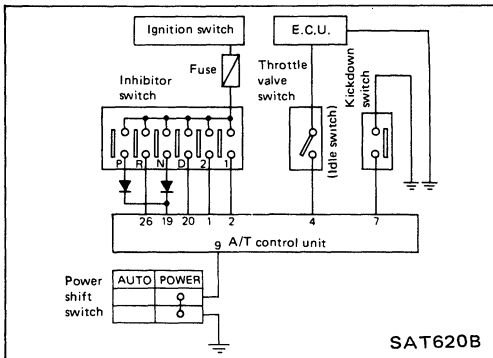 Ignition switch
E.C.U.
Fuse
Throttle
valve
switch
Kickdown
switch
Inhibitor
switch
(Idle switch)
P R N D 2 1
26 19 20 1 2 4 7
9 A/T control unit
Power
shift
switch
AUTO POWER
SAT620B